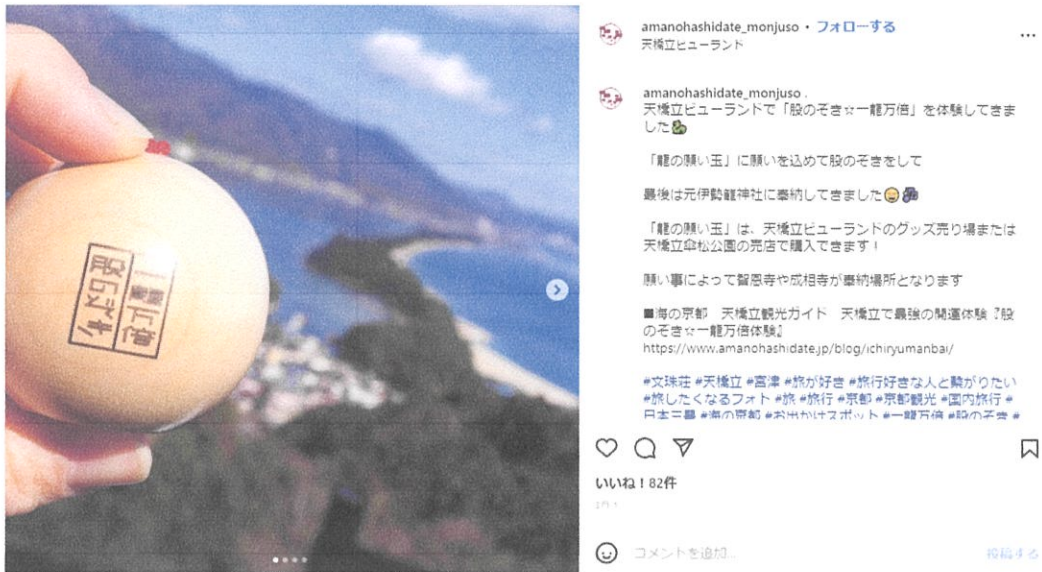 amanohashidate_monjuso • フォローする
天橋立ビューランド
amanohashidate_monjuso .
天橋立ビューランドで「股のぞき☆一龍万倍」を体験してきま
した
「龍の願い玉」に願いを込めて股のぞきをして
最後は元伊勢籠神社に奉納してきました
「龍の願い玉」は、天橋立ビューランドのグッズ売り場または
天橋立傘松公園の売店で購入できます！
願い事によって智恩寺や成相寺が奉納場所となります
■海の京都 天橋立観光ガイド 天橋立で最強の開運体験『股
のぞき☆一龍万倍体験』
https://www.amanohashidate.jp/blog/ichiryumanbai/
#文珠荘 #天橋立 #宮津 #旅が好き #旅行好きな人と繋がりたい
#旅したくなるフォト #旅 #旅行 #京都 #京都観光 #国内旅行 #
日本三景 #海の京都 #お出かけスポット #一龍万倍 #股のぞき #
いいね！82件
コメントを追加...
投稿する
一龍万倍
股のぞき